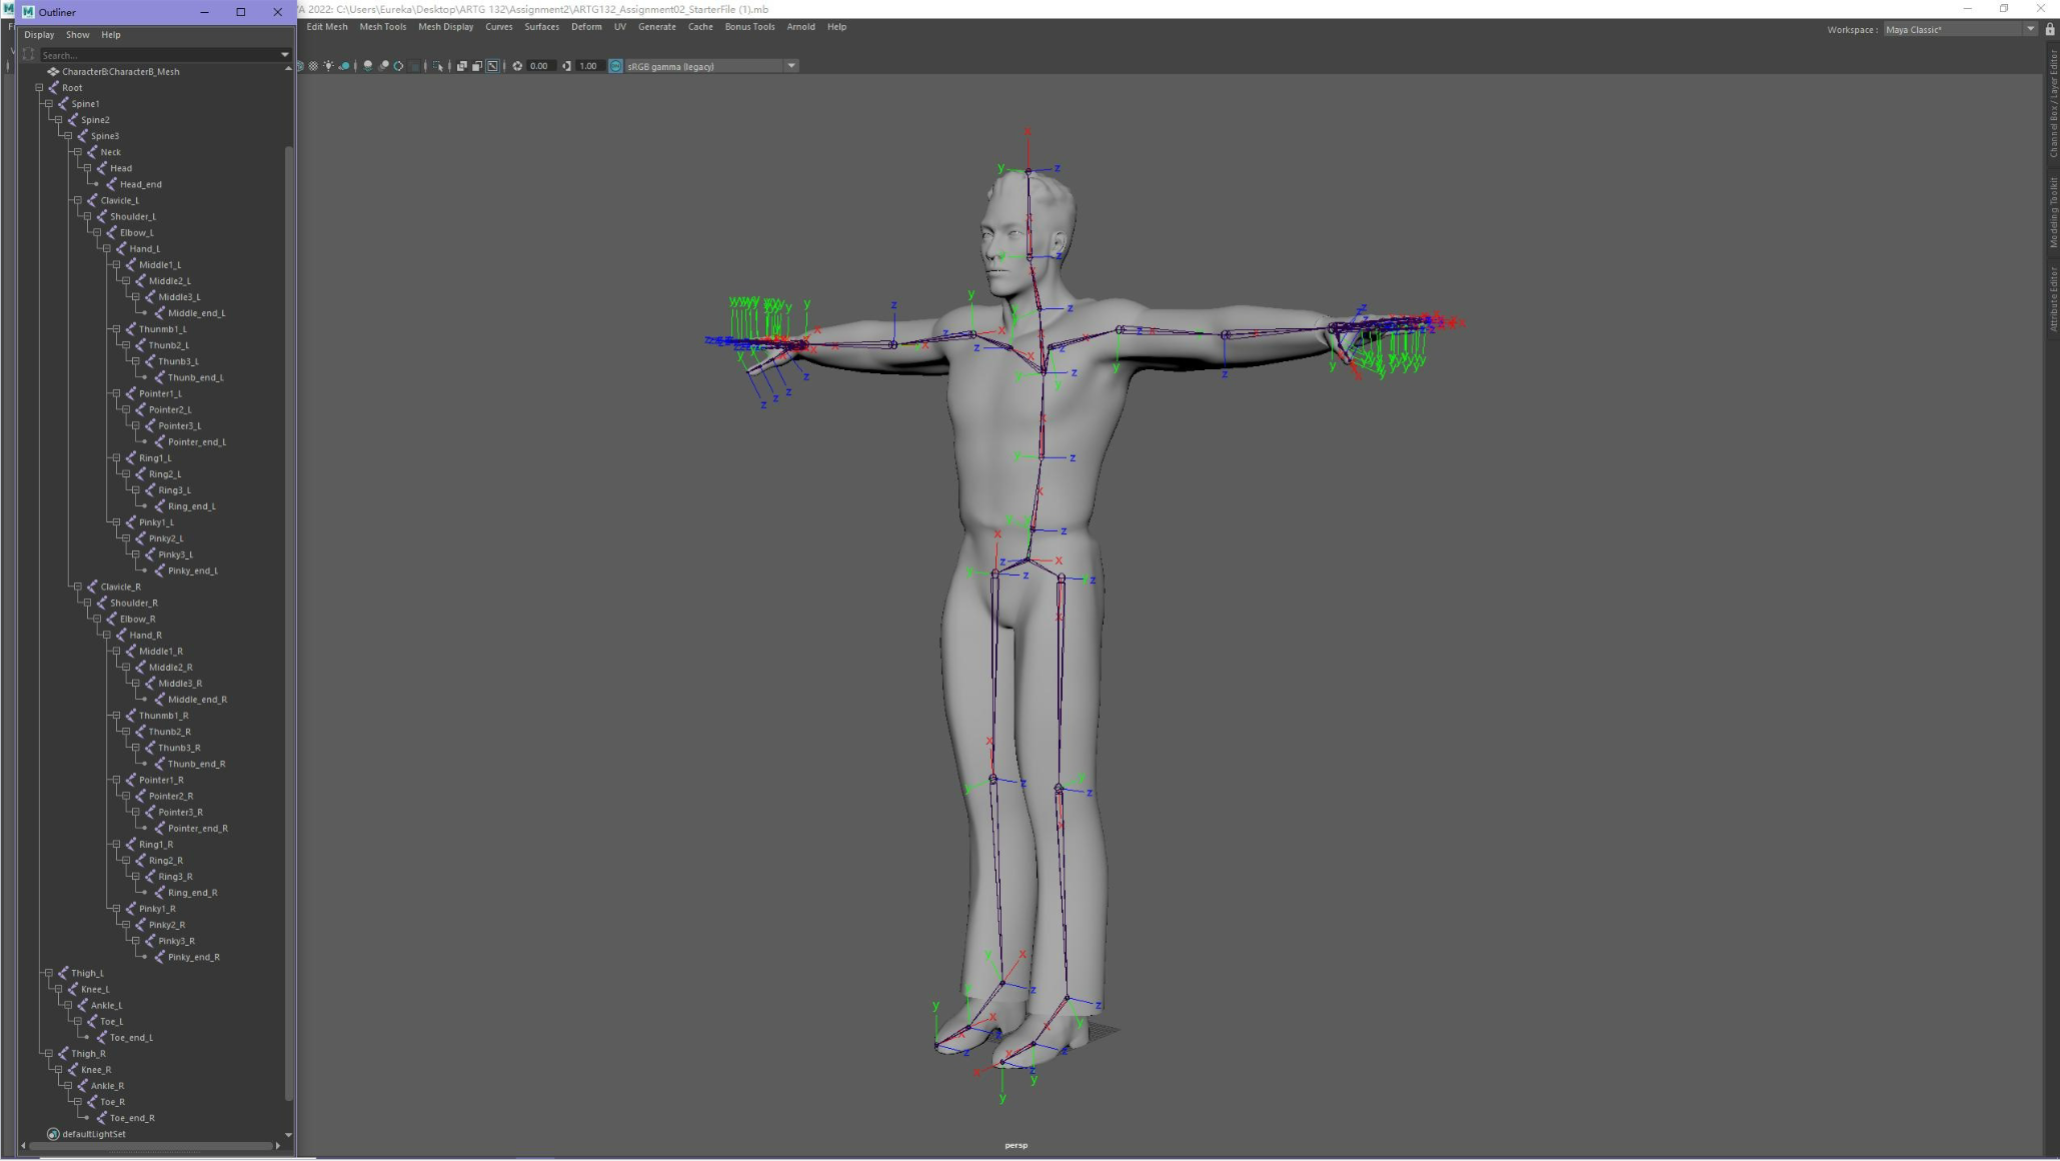 Outliner
A 2022: C:\Users\Eureka\Desktop\ARTG 132\Assignment2\ARTG132_Assignment02_StarterFile (1).mb
Display Show Help
Edit Mesh Mesh Tools Mesh Display Curves Surfaces Deform UV Generate Cache Bonus Tools Arnold Help
Workspace : Maya Classic*
Search...
0.00 1.00 sRGB gamma (legacy)
CharacterB:CharacterB_Mesh
Root
Spine1
Spine2
Spine3
Neck
Head
Head_end
Clavicle_L
Shoulder_L
Elbow_L
Hand_L
Middle1_L
Middle2_L
Middle3_L
Middle_end_L
Thunmb1_L
Thunb2_L
Thunb3_L
Thunb_end_L
Pointer1_L
Pointer2_L
Pointer3_L
Pointer_end_L
Ring1_L
Ring2_L
Ring3_L
Ring_end_L
Pinky1_L
Pinky2_L
Pinky3_L
Pinky_end_L
Clavicle_R
Shoulder_R
Elbow_R
Hand_R
Middle1_R
Middle2_R
Middle3_R
Middle_end_R
Thunmb1_R
Thunb2_R
Thunb3_R
Thunb_end_R
Pointer1_R
Pointer2_R
Pointer3_R
Pointer_end_R
Ring1_R
Ring2_R
Ring3_R
Ring_end_R
Pinky1_R
Pinky2_R
Pinky3_R
Pinky_end_R
Thigh_L
Knee_L
Ankle_L
Toe_L
Toe_end_L
Thigh_R
Knee_R
Ankle_R
Toe_R
Toe_end_R
defaultLightSet
persp
Channel Box / Layer Editor
Modeling Toolkit
Attribute Editor